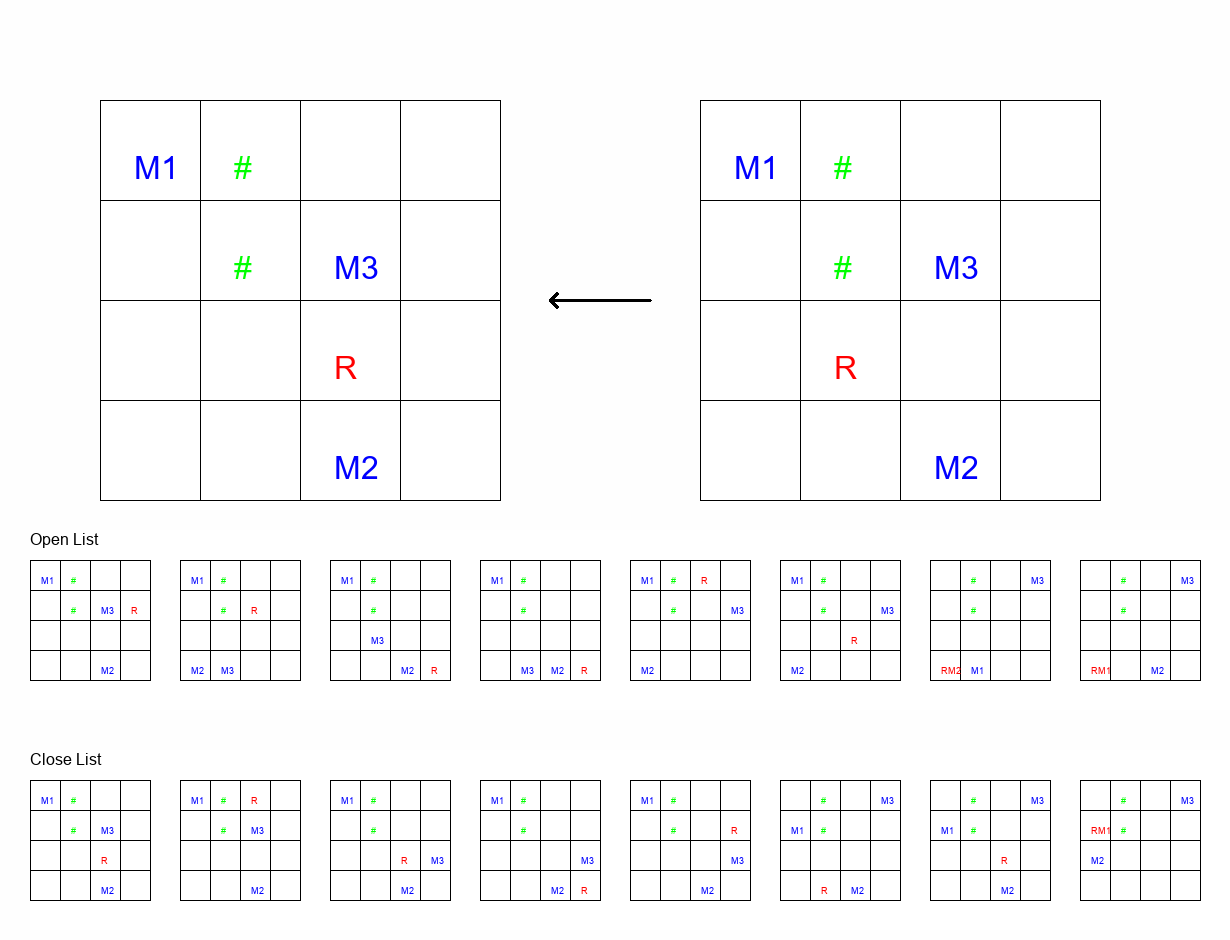 M1 # M1 #
# M3 # M3
R R
M2 M2
Open List
M1 # M1 # M1 # M1 # M1 # R M1 # # M3 # M3
# M3 R # R # # # M3 # M3 # #
M3 R
M2 M2 M3 M2 R M3 M2 R M2 M2 RM2 M1 RM1 M2
Close List
M1 # M1 # R M1 # M1 # M1 # # M3 # M3 # M3
# M3 # M3 # # # R M1 # M1 # RM1 #
R R M3 M3 M3 R M2
M2 M2 M2 M2 R M2 R M2 M2